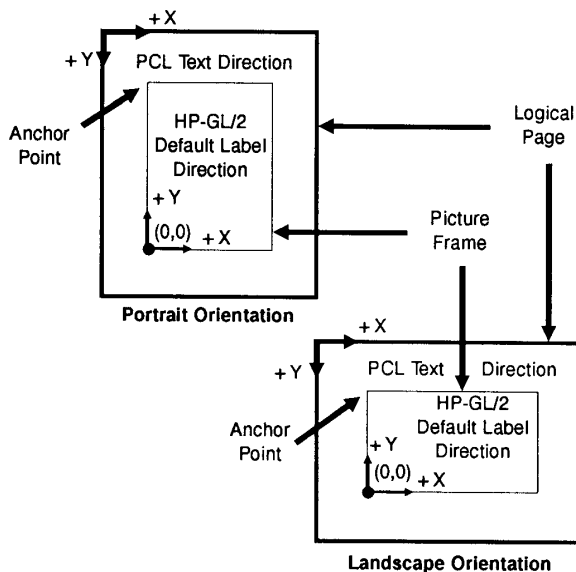 + X
+ Y
PCL Text Direction
Anchor
Point
HP-GL/2
Default Label
Direction
+ Y
(0,0)
+ X
Portrait Orientation
Logical
Page
Picture
Frame
+ X
+ Y
PCL Text Direction
Anchor
Point
HP-GL/2
Default Label
Direction
+ Y
(0,0)
+ X
Landscape Orientation